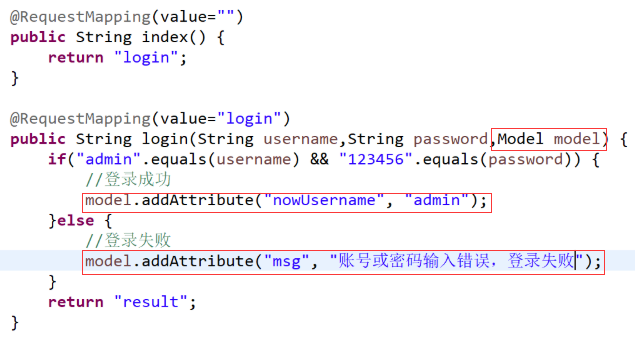 @RequestMapping(value="")
public String index() {
    return "login";
}

@RequestMapping(value="login")
public String login(String username,String password,Model model) {
    if("admin".equals(username) && "123456".equals(password)) {
        //登录成功
        model.addAttribute("nowUsername", "admin");
    }else {
        //登录失败
        model.addAttribute("msg", "账号或密码输入错误，登录失败");
    }
    return "result";
}